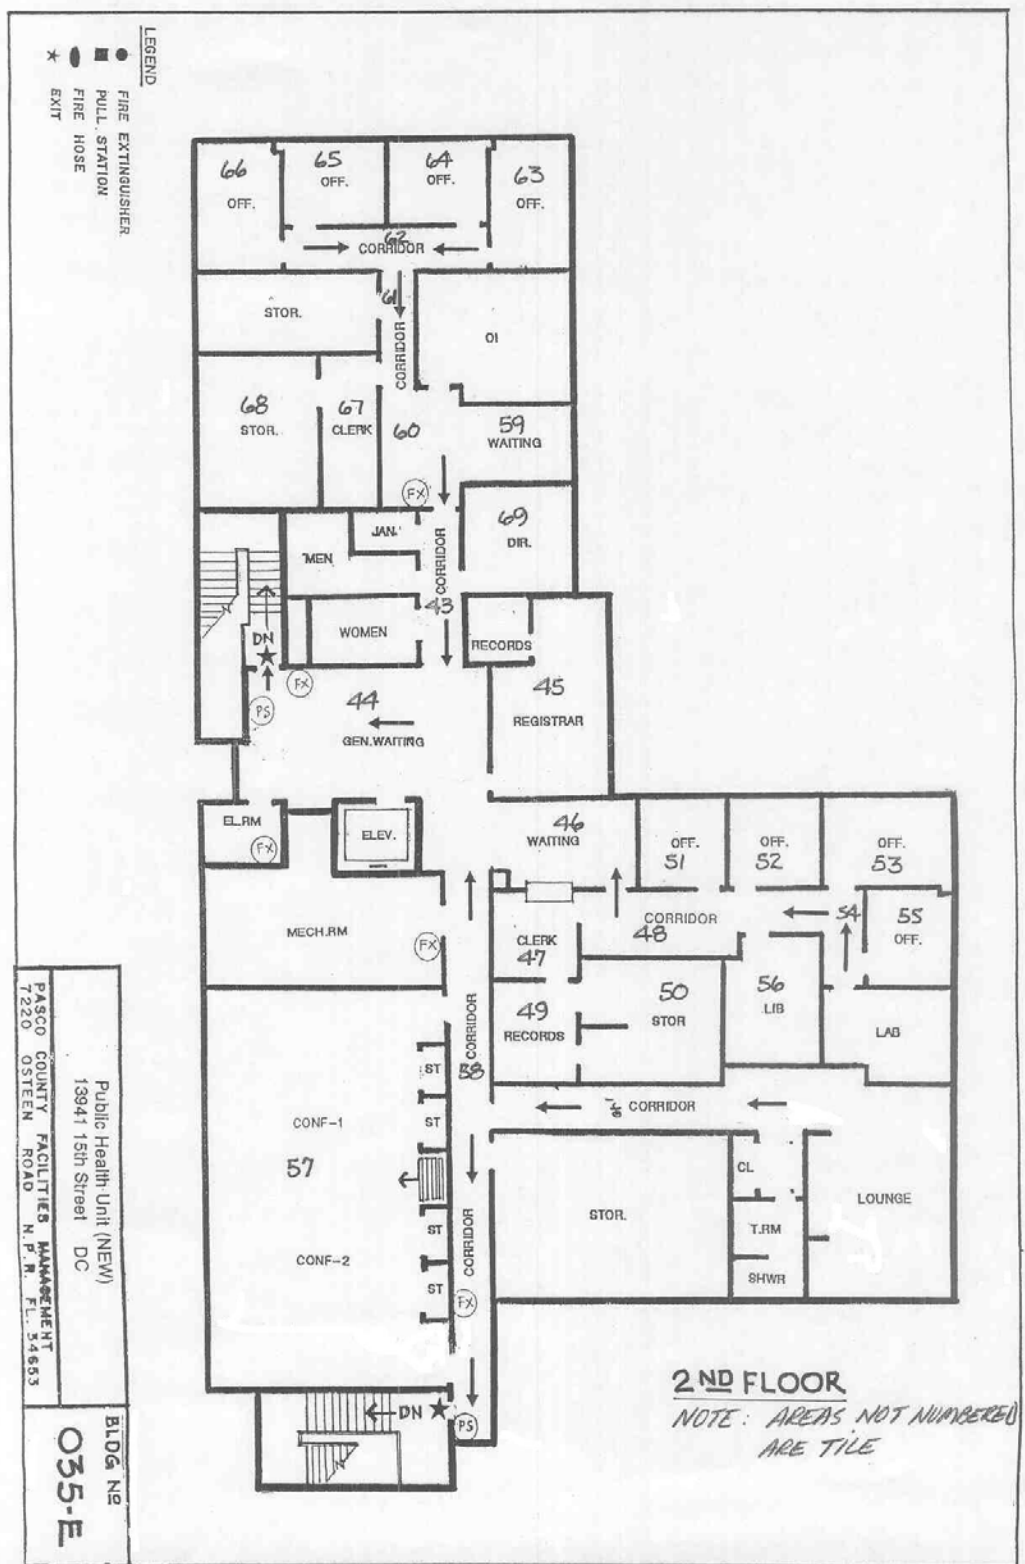 LEGEND
FIRE EXTINGUISHER
PULL STATION
FIRE HOSE
EXIT
66
OFF.
65
OFF.
64
OFF.
63
OFF.
62
CORRIDOR
STOR.
61
CORRIDOR
OI
68
STOR.
67
CLERK
60
59
WAITING
FX
69
DIR.
JAN.
MEN
CORRIDOR
43
WOMEN
DN
RECORDS
FX
PS
44
GEN.WAITING
45
REGISTRAR
EL.RM
FX
ELEV.
46
WAITING
OFF.
51
OFF.
52
OFF.
53
MECH.RM
FX
CORRIDOR
48
54
55
OFF.
CLERK
47
CORRIDOR
58
49
RECORDS
50
STOR
56
LIB
LAB
ST
CORRIDOR
CONF-1
ST
57
CL
STOR.
LOUNGE
T.RM
ST
CORRIDOR
CONF-2
ST
SHWR
FX
DN
PS
2ND FLOOR
NOTE: AREAS NOT NUMBERED
ARE TILE
Public Health Unit (NEW)
13941 15th Street DC
PASCO COUNTY FACILITIES MANAGEMENT
7220 OSTEEN ROAD N.P.R. FL. 34653
BLDG NO
035-E